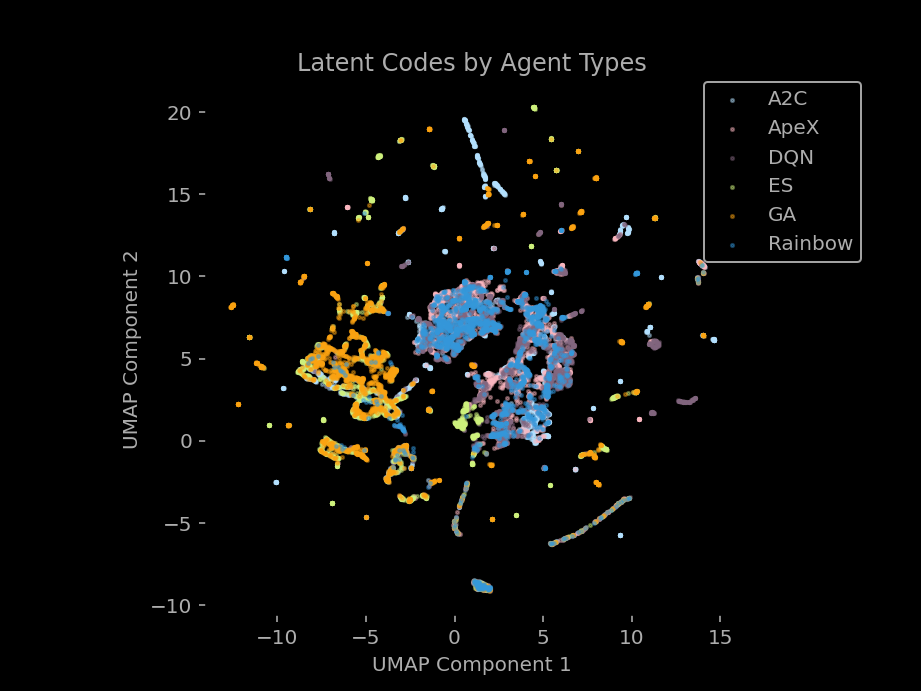 Latent Codes by Agent Types
A2C
ApeX
DQN
ES
GA
Rainbow
20
15
10
5
0
−5
−10
UMAP Component 2
−10
−5
0
5
10
15
UMAP Component 1